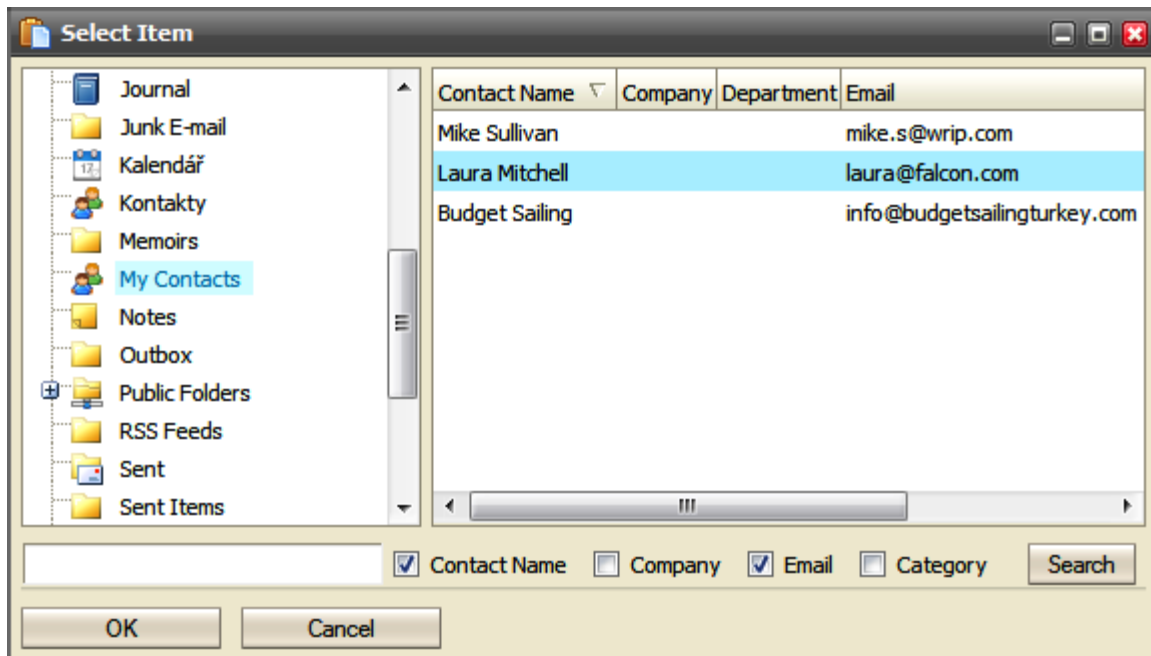 Select Item
Journal
Junk E-mail
17
Kalendář
Kontakty
Memoirs
My Contacts
Notes
Outbox
Public Folders
RSS Feeds
Sent
Sent Items
Contact Name Company Department Email
Mike Sullivan mike.s@wrip.com
Laura Mitchell laura@falcon.com
Budget Sailing info@budgetsailingturkey.com
Contact Name Company Email Category Search
OK Cancel